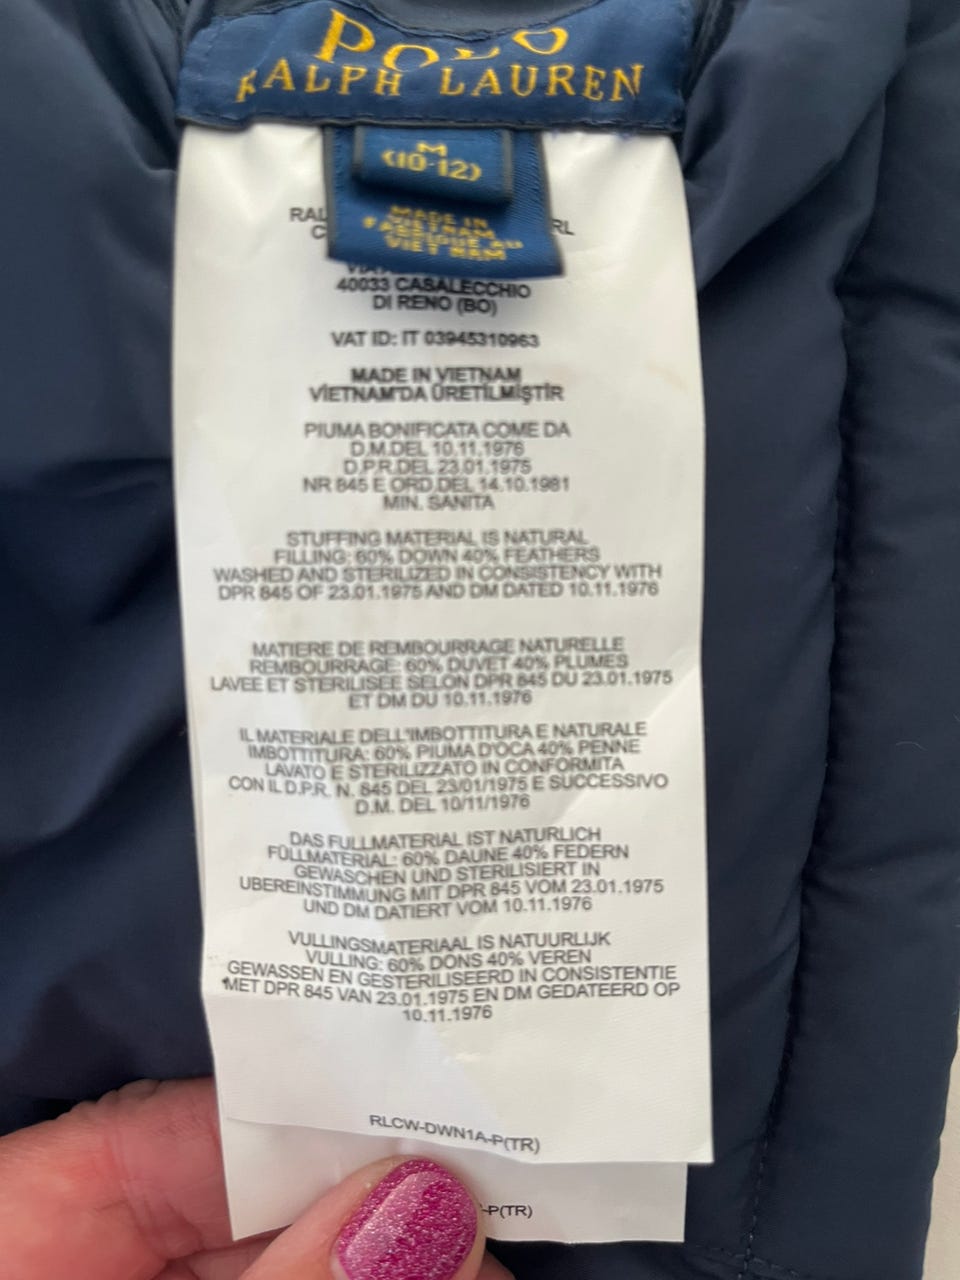 POLO
RALPH LAUREN
M
(10-12)
MADE IN
VIETNAM
FABRIQUE AU
VIET NAM
40033 CASALECCHIO
DI RENO (BO)
VAT ID: IT 03945310963
MADE IN VIETNAM
VİETNAM'DA ÜRETİLMİŞTİR
PIUMA BONIFICATA COME DA
D.M.DEL 10.11.1976
D.P.R.DEL 23.01.1975
NR 845 E ORD.DEL 14.10.1981
MIN. SANITA
STUFFING MATERIAL IS NATURAL
FILLING: 60% DOWN 40% FEATHERS
WASHED AND STERILIZED IN CONSISTENCY WITH
DPR 845 OF 23.01.1975 AND DM DATED 10.11.1976
MATIERE DE REMBOURRAGE NATURELLE
REMBOURRAGE: 60% DUVET 40% PLUMES
LAVEE ET STERILISEE SELON DPR 845 DU 23.01.1975
ET DM DU 10.11.1976
IL MATERIALE DELL'IMBOTTITURA E NATURALE
IMBOTTITURA: 60% PIUMA D'OCA 40% PENNE
LAVATO E STERILIZZATO IN CONFORMITA
CON IL D.P.R. N. 845 DEL 23/01/1975 E SUCCESSIVO
D.M. DEL 10/11/1976
DAS FULLMATERIAL IST NATURLICH
FÜLLMATERIAL: 60% DAUNE 40% FEDERN
GEWASCHEN UND STERILISIERT IN
UBEREINSTIMMUNG MIT DPR 845 VOM 23.01.1975
UND DM DATIERT VOM 10.11.1976
VULLINGSMATERIAAL IS NATUURLIJK
VULLING: 60% DONS 40% VEREN
GEWASSEN EN GESTERILISEERD IN CONSISTENTIE
MET DPR 845 VAN 23.01.1975 EN DM GEDATEERD OP
10.11.1976
RLCW-DWN1A-P(TR)
-P(TR)